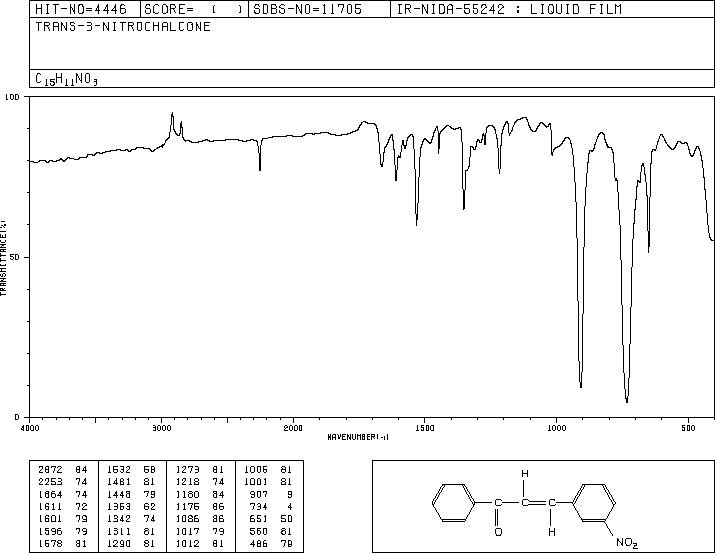 HIT-NO=4446 SCORE= ( ) SDBS-NO=11705 IR-NIDA-55242 : LIQUID FILM
TRANS-3-NITROCHALCONE
C15H11NO3
100
50
0
TRANSMITTANCE(%)
4000 3000 2000 1500 1000 500
WAVENUMBER(-1)
2872 84 1532 58 1273 81 1006 81
2253 74 1481 81 1218 74 1001 81
1664 74 1448 79 1180 84 907 9
1611 72 1353 62 1175 86 734 4
1601 79 1342 74 1086 86 651 50
1596 79 1311 81 1017 79 560 81
1578 81 1290 81 1012 81 486 79
H
C C C C
O H
NO2